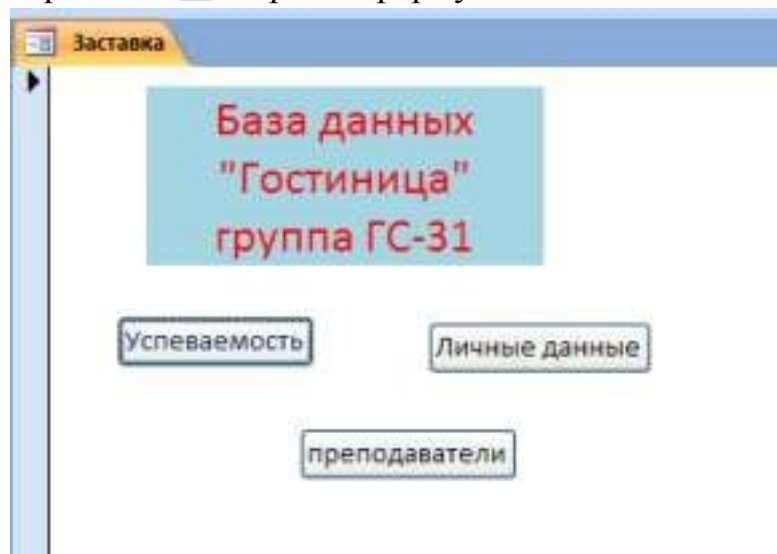 Заставка
База данных
"Гостиница"
группа ГС-31
Успеваемость
Личные данные
преподаватели